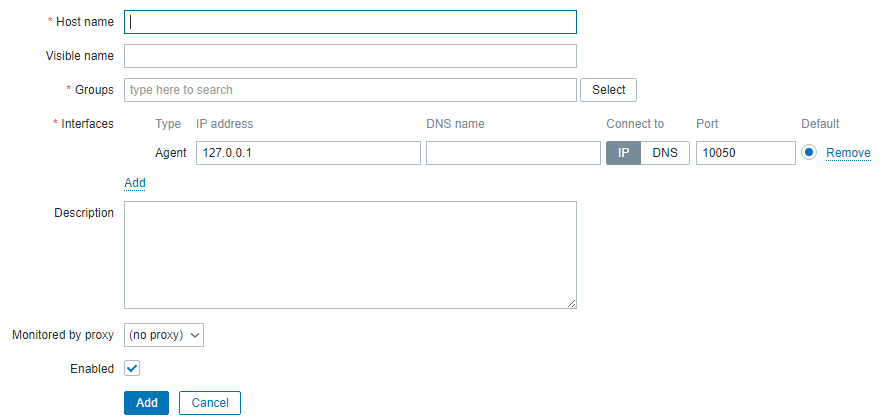 * Host name
Visible name
* Groups type here to search Select
* Interfaces Type IP address DNS name Connect to Port Default
Agent 127.0.0.1 IP DNS 10050 Remove
Add
Description
Monitored by proxy (no proxy)
Enabled
Add Cancel